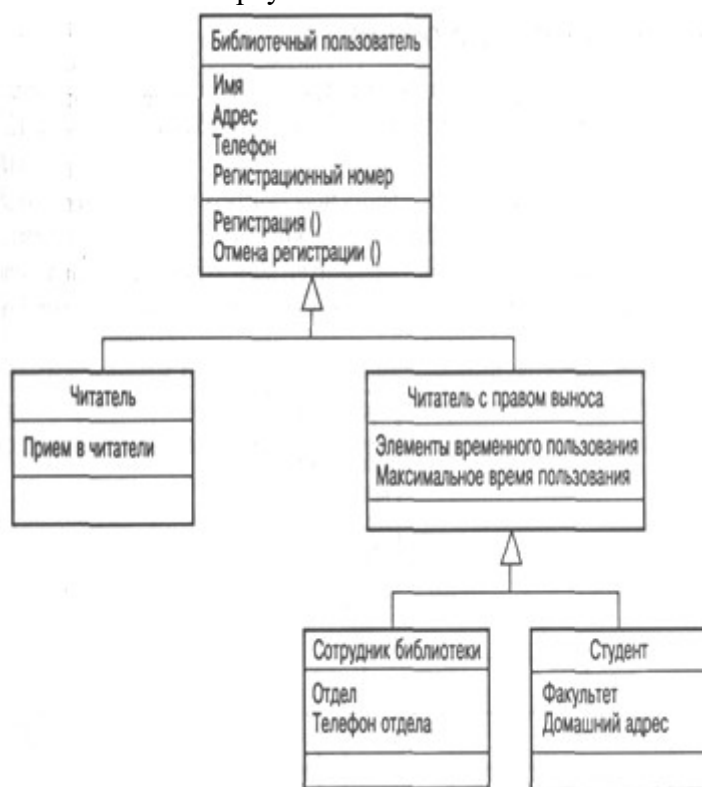 Библиотечный пользователь
Имя
Адрес
Телефон
Регистрационный номер
Регистрация ()
Отмена регистрации ()
Читатель
Прием в читатели
Читатель с правом выноса
Элементы временного пользования
Максимальное время пользования
Сотрудник библиотеки
Отдел
Телефон отдела
Студент
Факультет
Домашний адрес